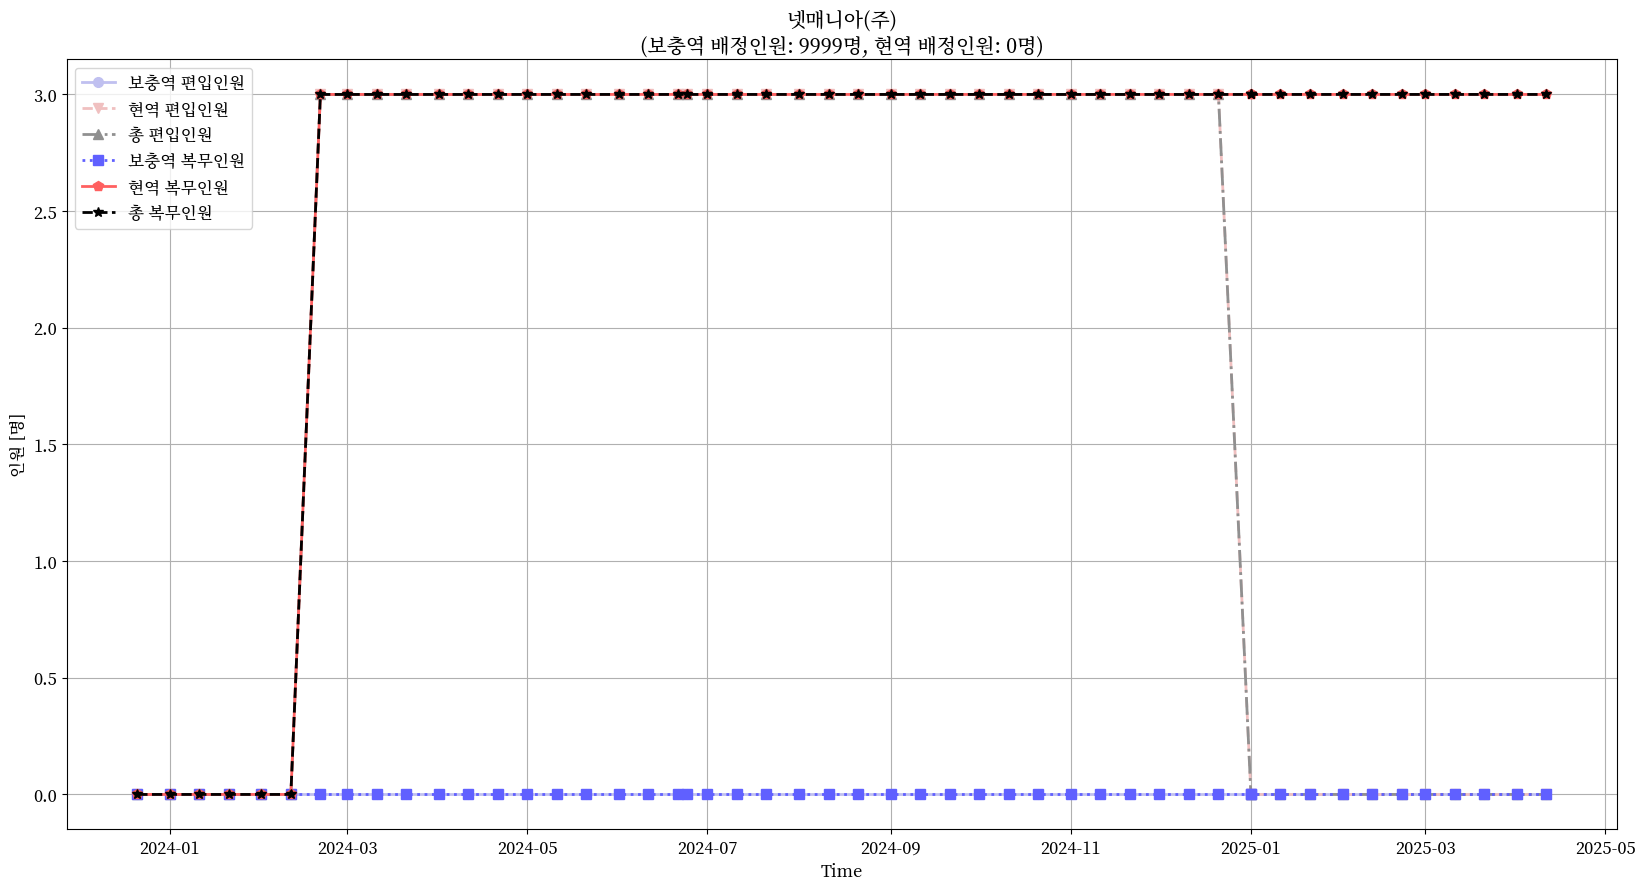 넷매니아(주)
(보충역 배정인원: 9999명, 현역 배정인원: 0명)
보충역 편입인원
현역 편입인원
총 편입인원
보충역 복무인원
현역 복무인원
총 복무인원
인원 [명]
3.0
2.5
2.0
1.5
1.0
0.5
0.0
2024-01
2024-03
2024-05
2024-07
2024-09
2024-11
2025-01
2025-03
2025-05
Time